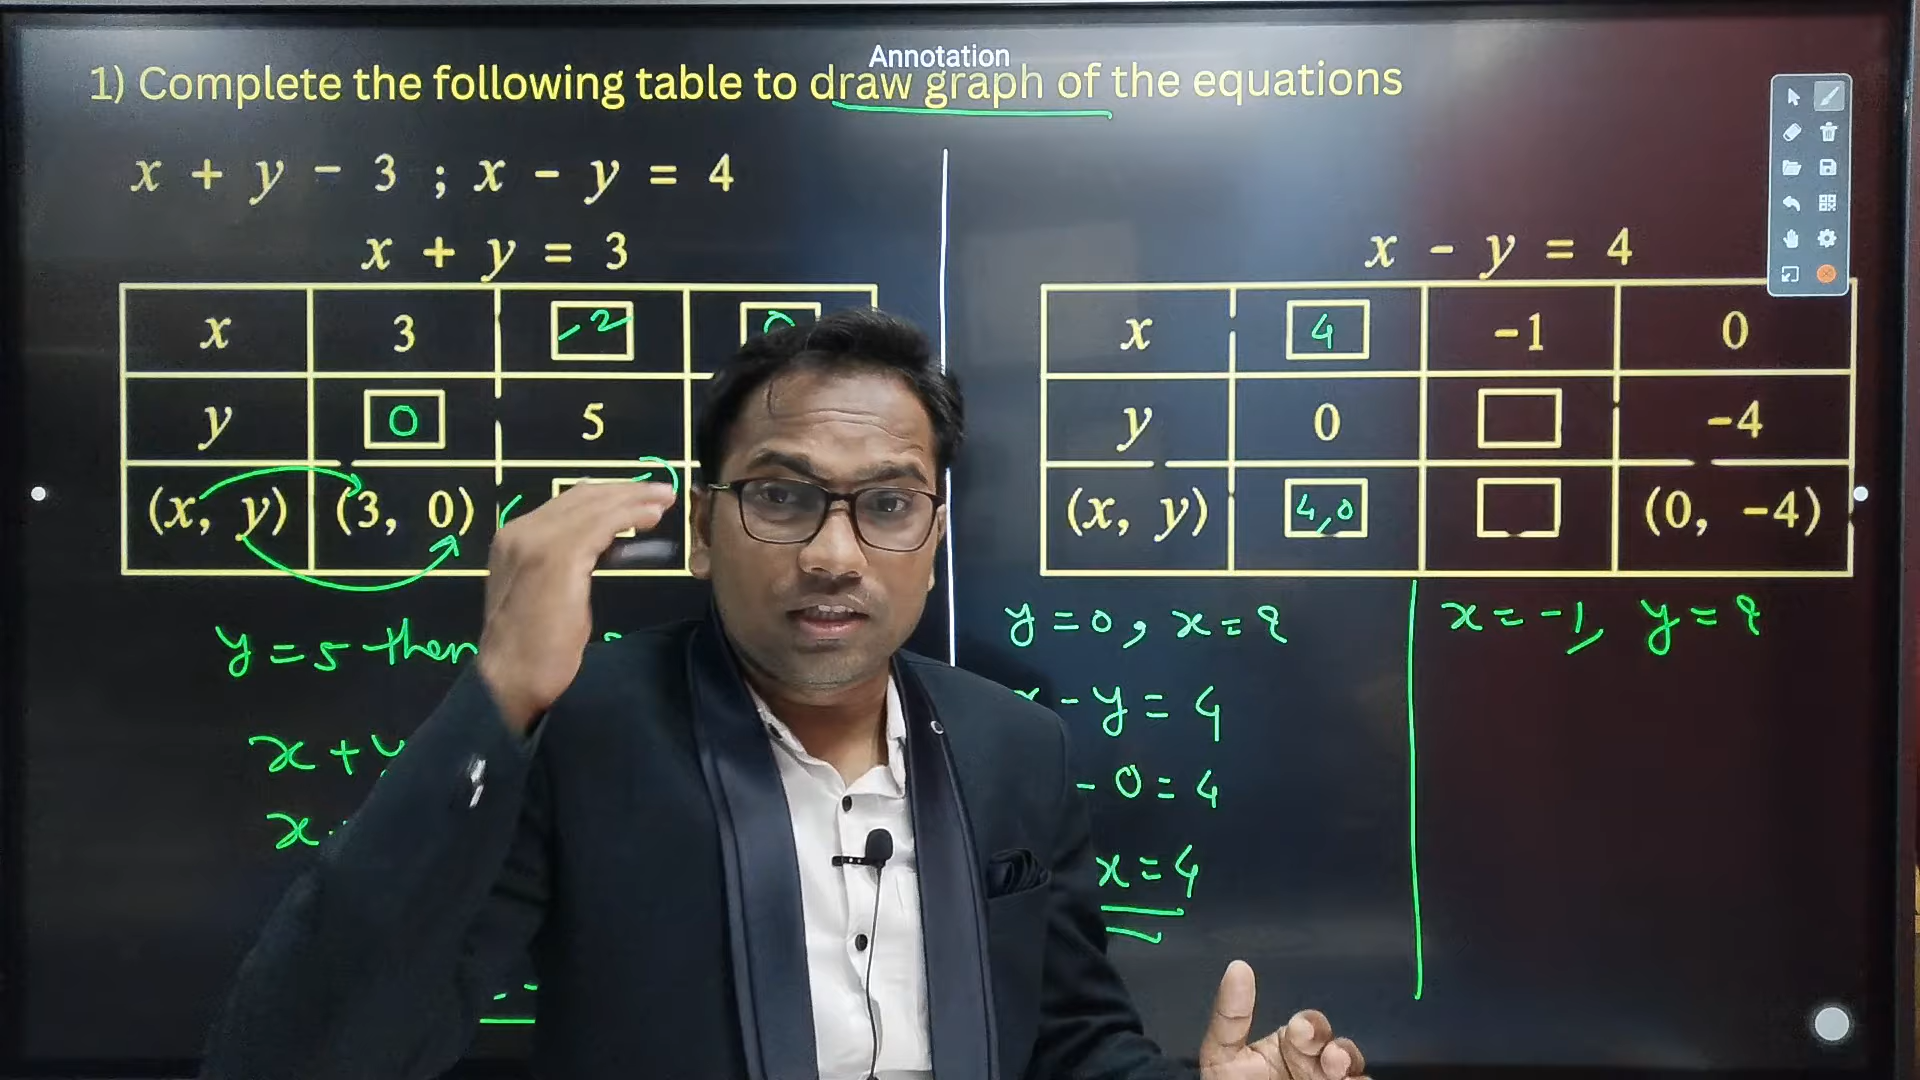 Annotation
1) Complete the following table to draw graph of the equations
x + y - 3 ; x - y = 4
x + y = 3
x 3 -2 0
y 0 5
(x, y) (3, 0)
y = 5 then
x + y
x
x - y = 4
x 4 -1 0
y 0 -4
(x, y) 4,0 (0, -4)
y = 0, x = ?
- y = 4
- 0 = 4
x = 4
x = -1, y = ?